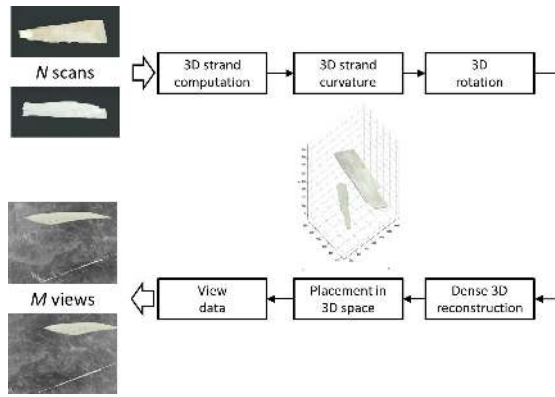 N scans
3D strand
computation
3D strand
curvature
3D
rotation
M views
View
data
Placement in
3D space
Dense 3D
reconstruction